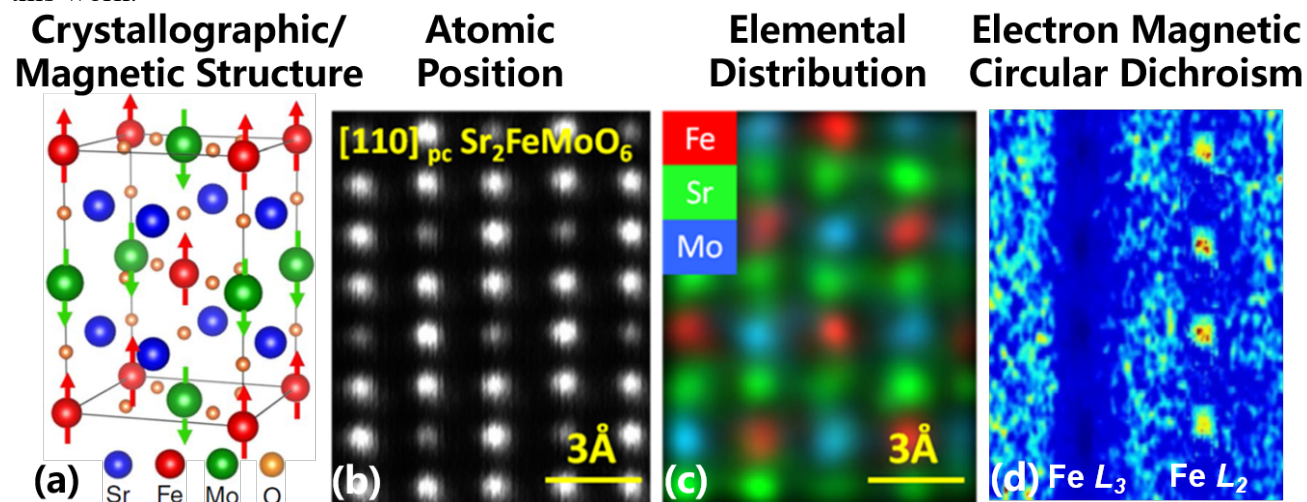 Crystallographic/
Magnetic Structure
Atomic
Position
Elemental
Distribution
Electron Magnetic
Circular Dichroism
[110]pc Sr2FeMoO6
Fe
Sr
Mo
3Å
3Å
(a)
Sr Fe Mo O
(b)
(c)
(d) Fe L3 Fe L2